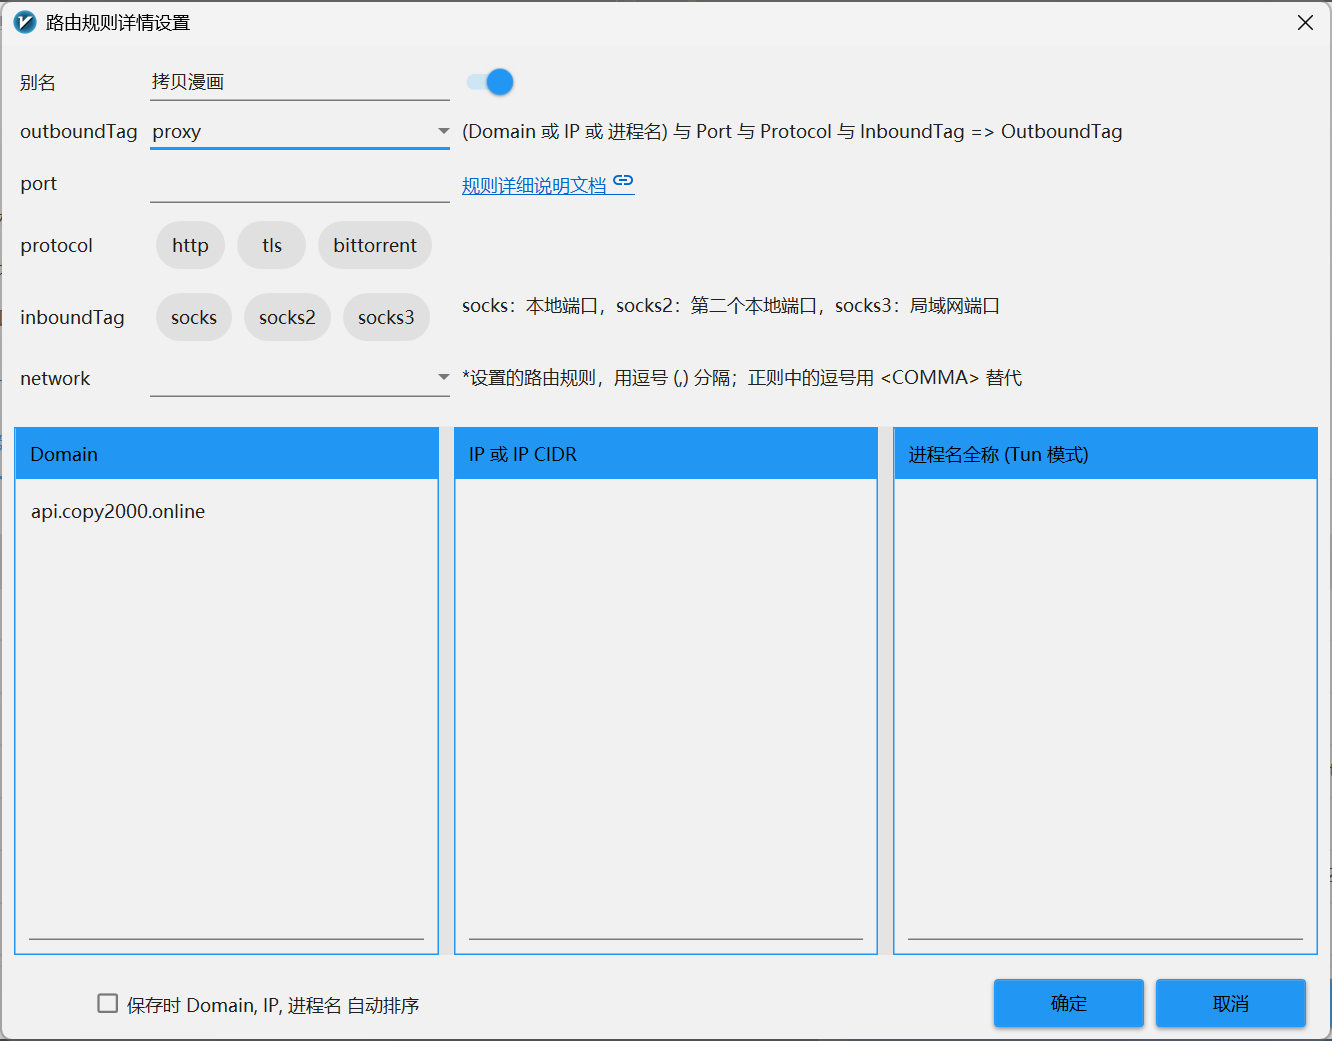 路由规则详情设置
别名
拷贝漫画
outboundTag
proxy
(Domain 或 IP 或 进程名) 与 Port 与 Protocol 与 InboundTag => OutboundTag
port
规则详细说明文档
protocol
http
tls
bittorrent
inboundTag
socks
socks2
socks3
socks：本地端口，socks2：第二个本地端口，socks3：局域网端口
network
*设置的路由规则，用逗号 (,) 分隔；正则中的逗号用 <COMMA> 替代
Domain
IP 或 IP CIDR
进程名全称 (Tun 模式)
api.copy2000.online
保存时 Domain, IP, 进程名 自动排序
确定
取消